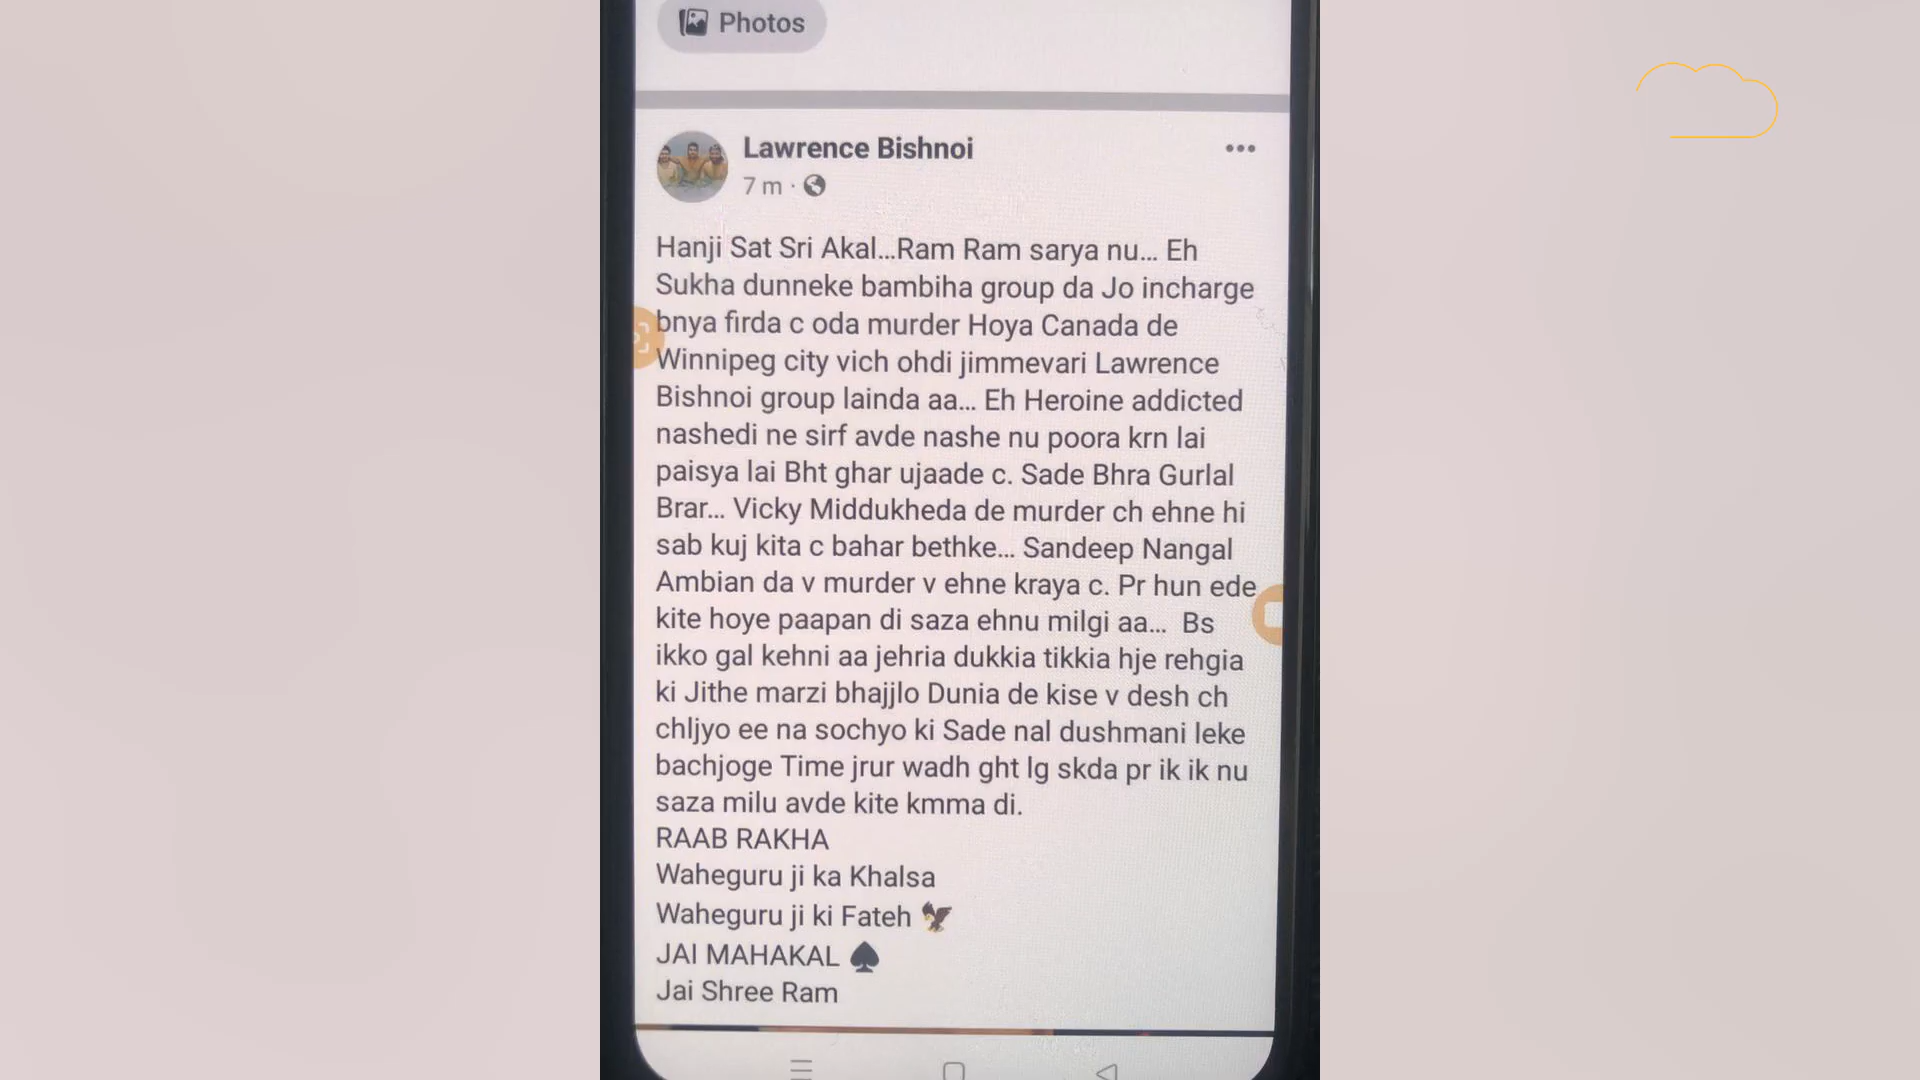 Photos
Lawrence Bishnoi
7 m ·
Hanji Sat Sri Akal...Ram Ram sarya nu... Eh
Sukha dunneke bambiha group da Jo incharge
bnya firda c oda murder Hoya Canada de
Winnipeg city vich ohdi jimmevari Lawrence
Bishnoi group lainda aa... Eh Heroine addicted
nashedi ne sirf avde nashe nu poora krn lai
paisya lai Bht ghar ujaade c. Sade Bhra Gurlal
Brar... Vicky Middukheda de murder ch ehne hi
sab kuj kita c bahar bethke... Sandeep Nangal
Ambian da v murder v ehne kraya c. Pr hun ede
kite hoye paapan di saza ehnu milgi aa... Bs
ikko gal kehni aa jehria dukkia tikkia hje rehgia
ki Jithe marzi bhajjlo Dunia de kise v desh ch
chljyo ee na sochyo ki Sade nal dushmani leke
bachjoge Time jrur wadh ght lg skda pr ik ik nu
saza milu avde kite kmma di.
RAAB RAKHA
Waheguru ji ka Khalsa
Waheguru ji ki Fateh 🦅
JAI MAHAKAL ♠
Jai Shree Ram